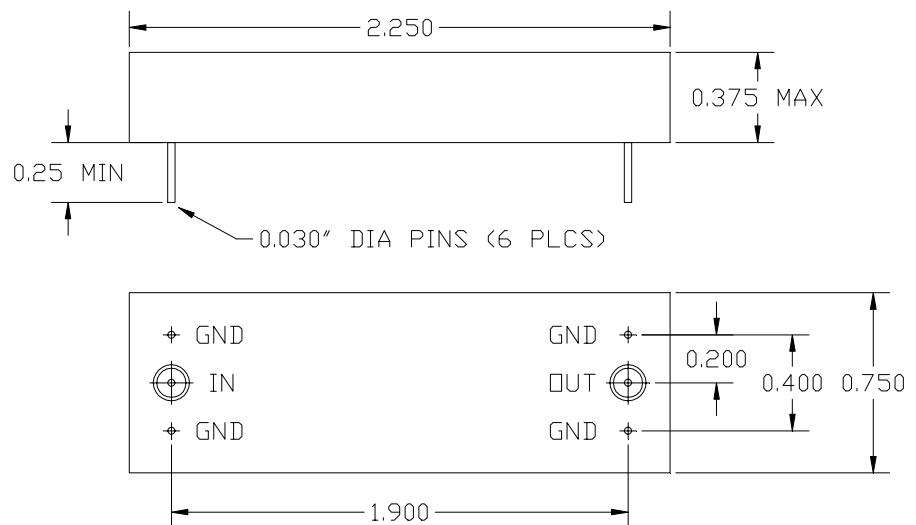 2.250
0.375 MAX
0.25 MIN
0.030" DIA PINS (6 PLCS)
GND
GND
0.200
IN
OUT
0.400
0.750
GND
GND
1.900